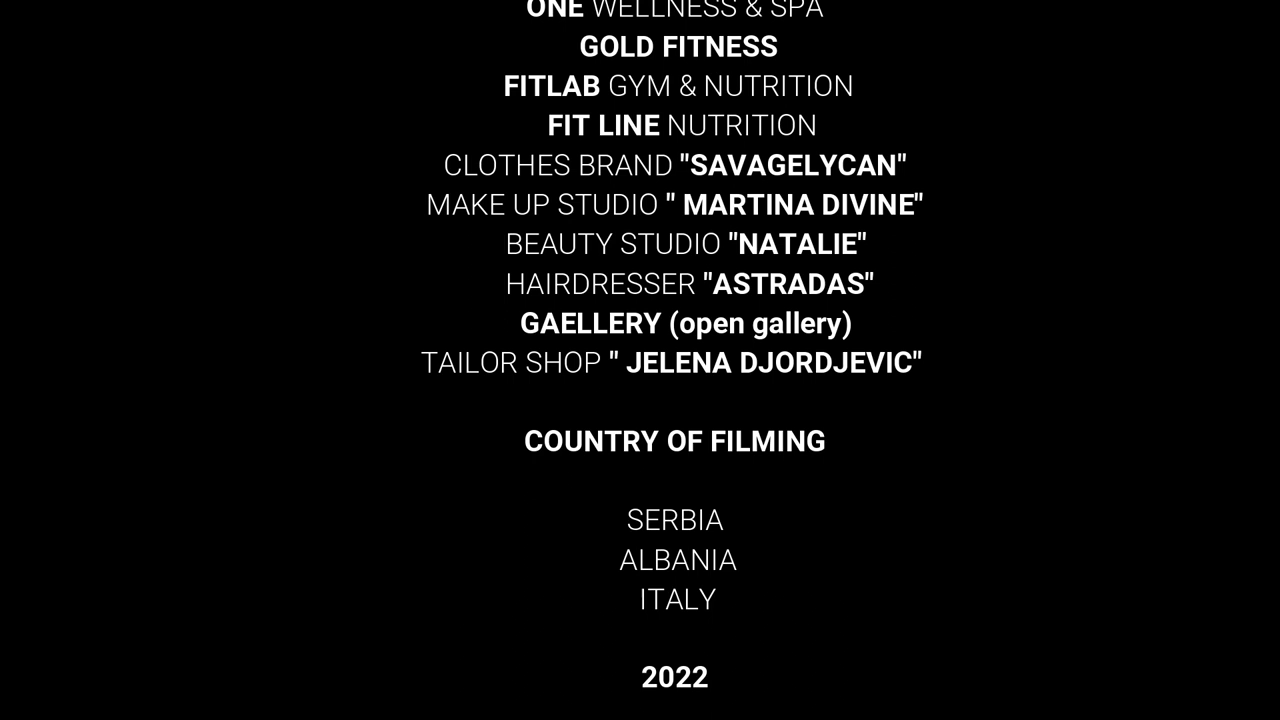 ONE WELLNESS & SPA
GOLD FITNESS
FITLAB GYM & NUTRITION
FIT LINE NUTRITION
CLOTHES BRAND "SAVAGELYCAN"
MAKE UP STUDIO " MARTINA DIVINE"
BEAUTY STUDIO "NATALIE"
HAIRDRESSER "ASTRADAS"
GAELLERY (open gallery)
TAILOR SHOP " JELENA DJORDJEVIC"
COUNTRY OF FILMING
SERBIA
ALBANIA
ITALY
2022